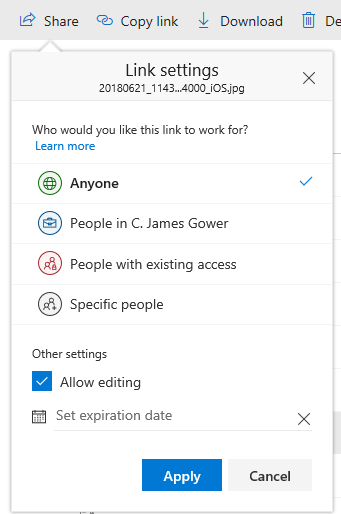 Share Copy link Download De
Link settings
20180621_1143...4000_iOS.jpg
Who would you like this link to work for?
Learn more
Anyone
People in C. James Gower
People with existing access
Specific people
Other settings
Allow editing
Set expiration date
Apply Cancel